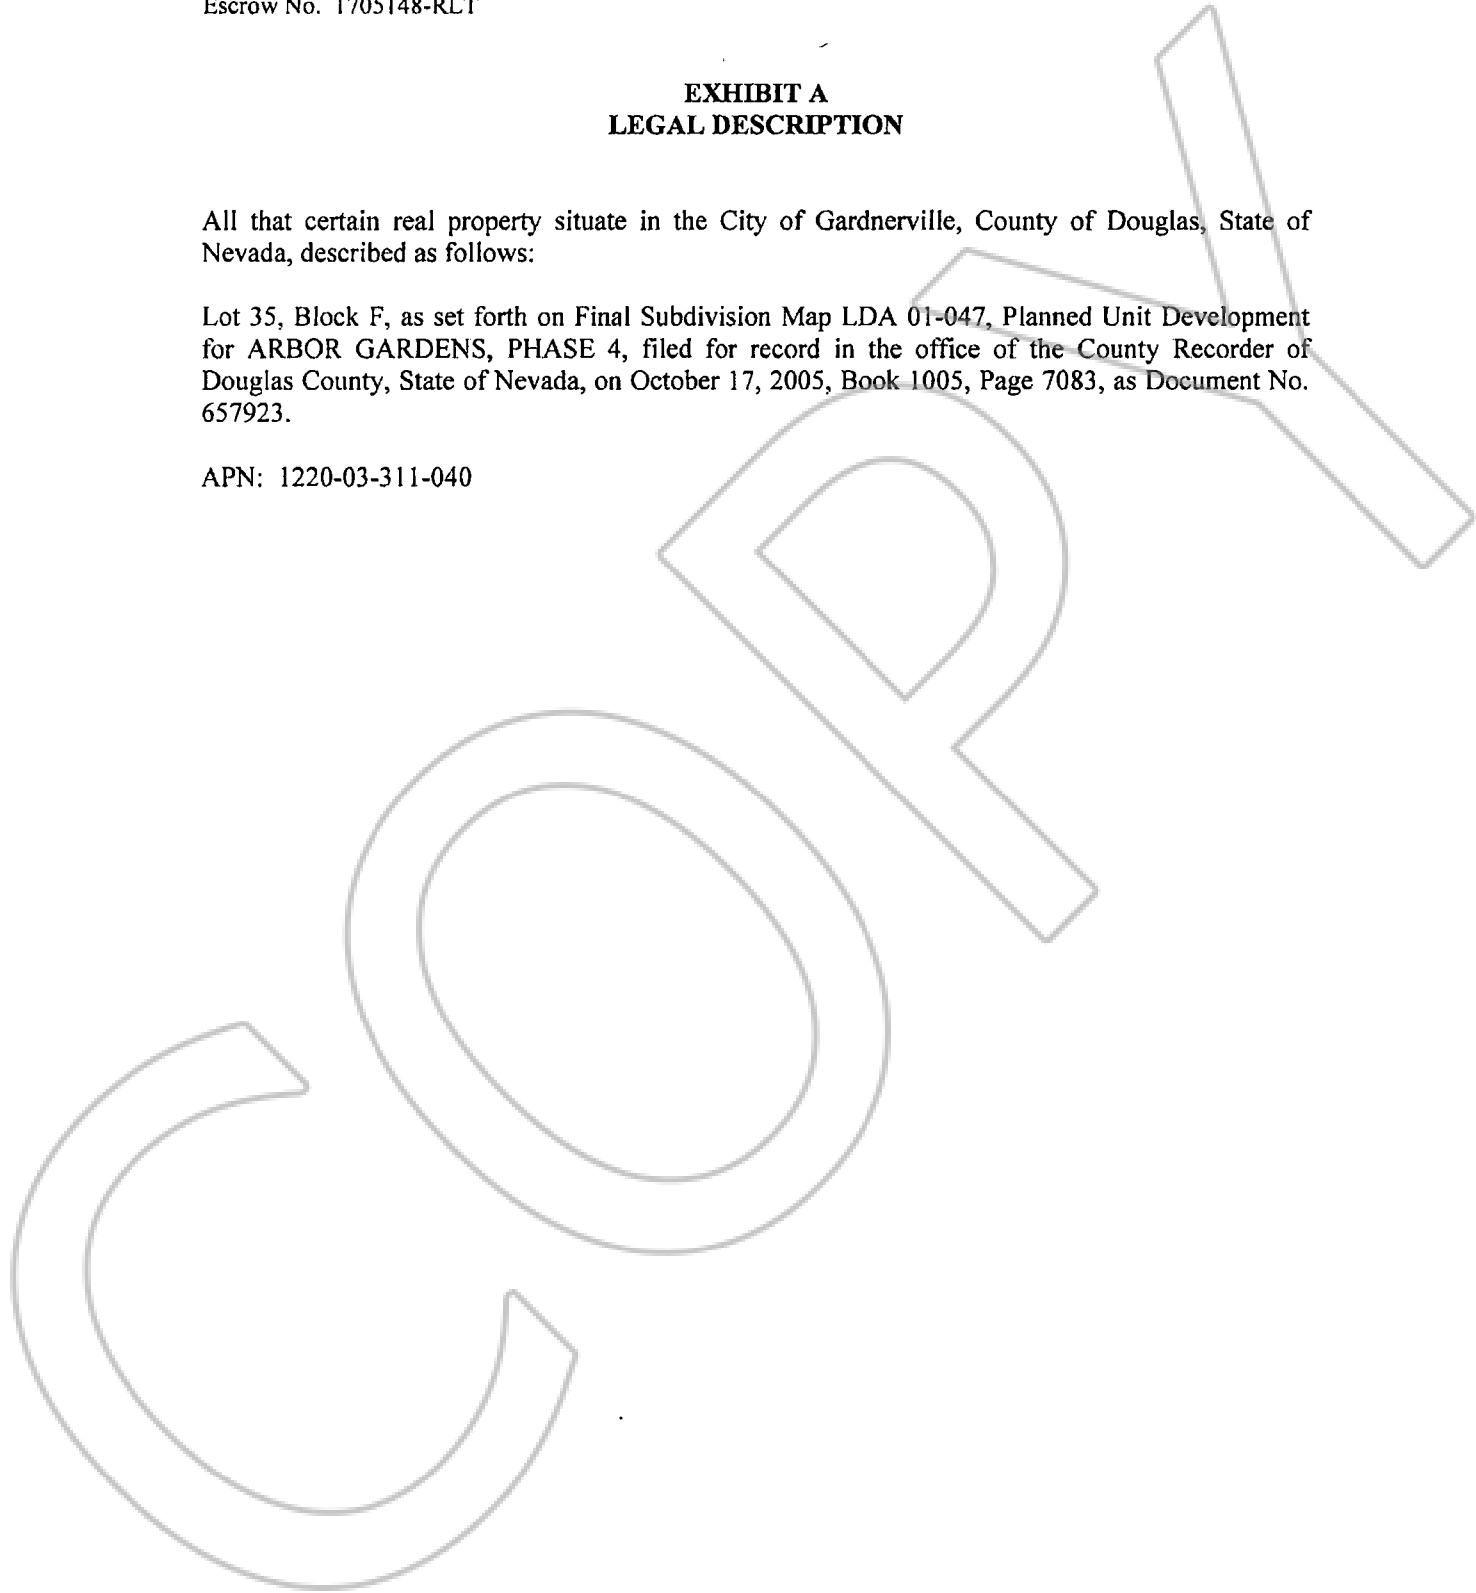 Escrow No. 1705148-RLT
EXHIBIT A
LEGAL DESCRIPTION
All that certain real property situate in the City of Gardnerville, County of Douglas, State of
Nevada, described as follows:
Lot 35, Block F, as set forth on Final Subdivision Map LDA 01-047, Planned Unit Development
for ARBOR GARDENS, PHASE 4, filed for record in the office of the County Recorder of
Douglas County, State of Nevada, on October 17, 2005, Book 1005, Page 7083, as Document No.
657923.
APN: 1220-03-311-040
COPY